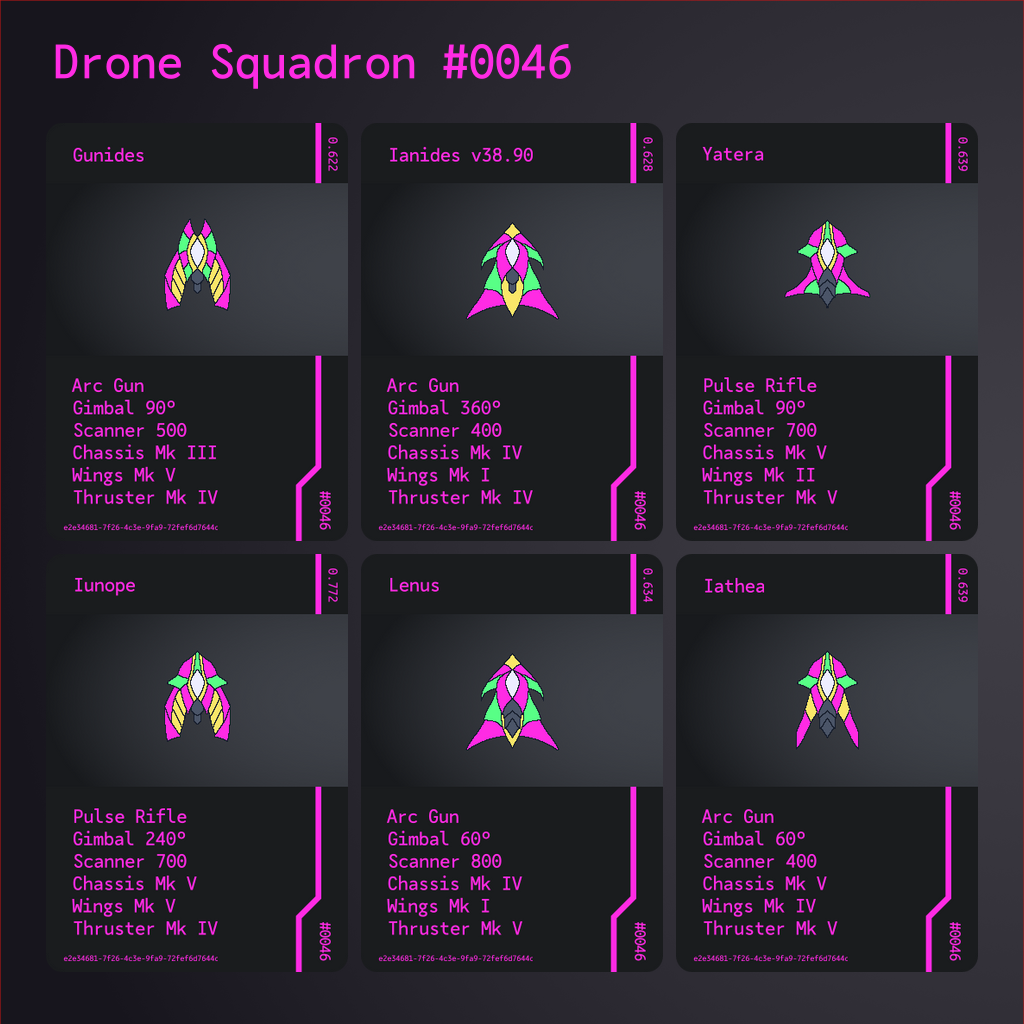 Drone Squadron #0046
Gunides
0.622
Arc Gun
Gimbal 90°
Scanner 500
Chassis Mk III
Wings Mk V
Thruster Mk IV
#0046
e2e34681-7f26-4c3e-9fa9-72fef6d7644c
Ianides v38.90
0.628
Arc Gun
Gimbal 360°
Scanner 400
Chassis Mk IV
Wings Mk I
Thruster Mk IV
#0046
e2e34681-7f26-4c3e-9fa9-72fef6d7644c
Yatera
0.639
Pulse Rifle
Gimbal 90°
Scanner 700
Chassis Mk V
Wings Mk II
Thruster Mk V
#0046
e2e34681-7f26-4c3e-9fa9-72fef6d7644c
Iunope
0.772
Pulse Rifle
Gimbal 240°
Scanner 700
Chassis Mk V
Wings Mk V
Thruster Mk IV
#0046
e2e34681-7f26-4c3e-9fa9-72fef6d7644c
Lenus
0.634
Arc Gun
Gimbal 60°
Scanner 800
Chassis Mk IV
Wings Mk I
Thruster Mk V
#0046
e2e34681-7f26-4c3e-9fa9-72fef6d7644c
Iathea
0.639
Arc Gun
Gimbal 60°
Scanner 400
Chassis Mk V
Wings Mk IV
Thruster Mk V
#0046
e2e34681-7f26-4c3e-9fa9-72fef6d7644c